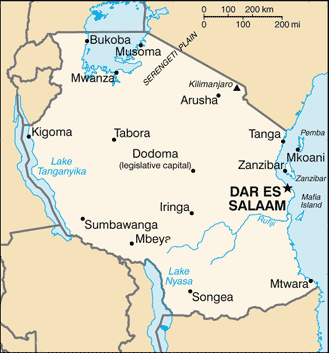 0 60 120 km
0 100 200 mi
Bukoba
Musoma
Mwanza
SERENGETI PLAIN
Kilimanjaro
Arusha
Kigoma
Tabora
Tanga
Pemba
Mkoani
Lake
Tanganyika
Dodoma
(legislative capital)
Zanzibar
Zanzibar
DAR ES
SALAAM
Mafia
Island
Iringa
Rufiji
Sumbawanga
Mbeya
Lake
Nyasa
Songea
Mtwara